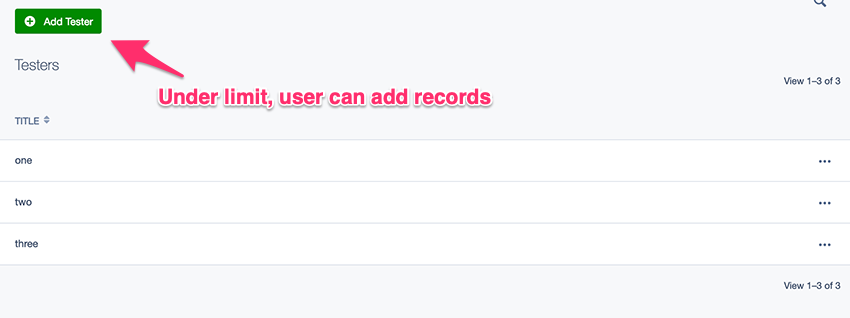 Add Tester
Testers
View 1–3 of 3
Under limit, user can add records
TITLE
one
two
three
View 1–3 of 3